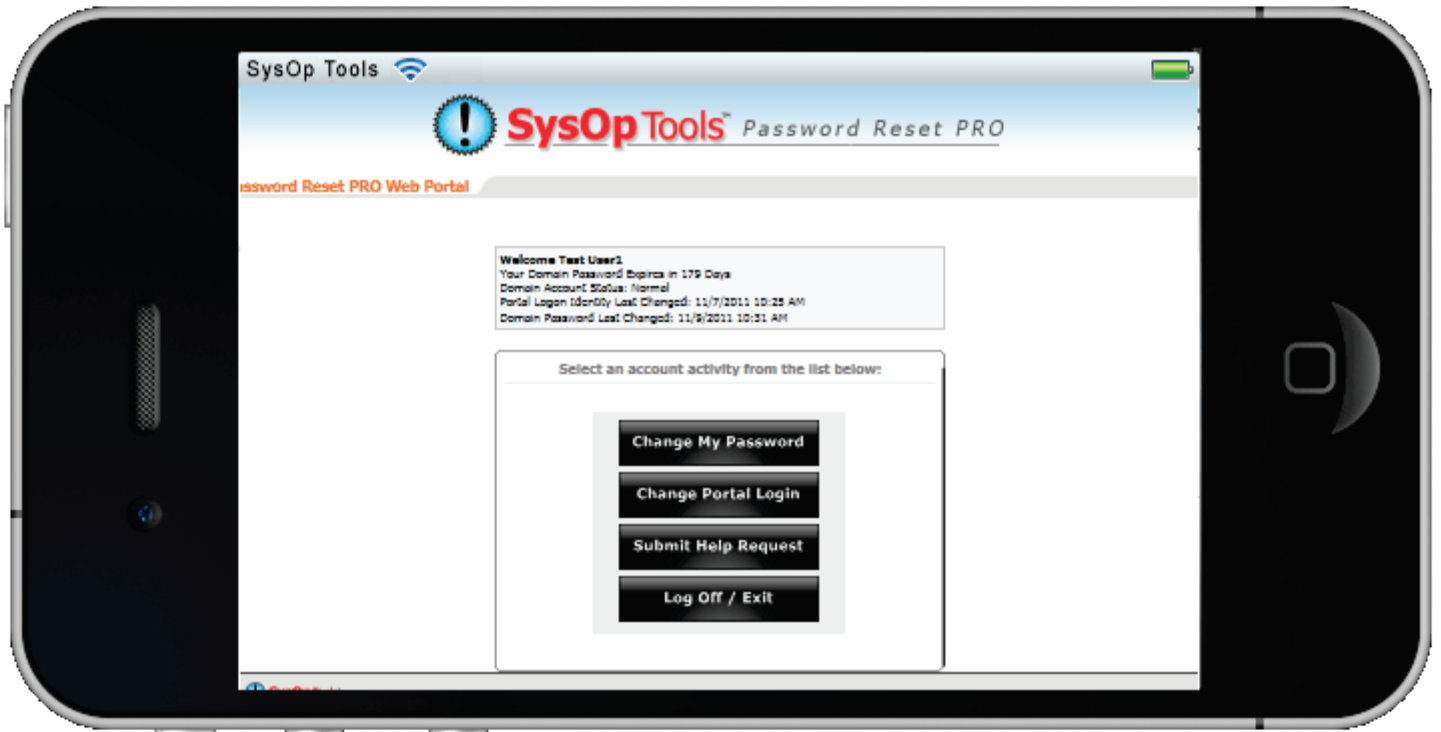 SysOp Tools
SysOpTools™ Password Reset PRO
ssword Reset PRO Web Portal
Welcome Test User1
Your Domain Password Expires in 179 Days
Domain Account Status: Normal
Portal Logon Identity Last Changed: 11/7/2011 10:25 AM
Domain Password Last Changed: 11/9/2011 10:31 AM
Select an account activity from the list below:
Change My Password
Change Portal Login
Submit Help Request
Log Off / Exit